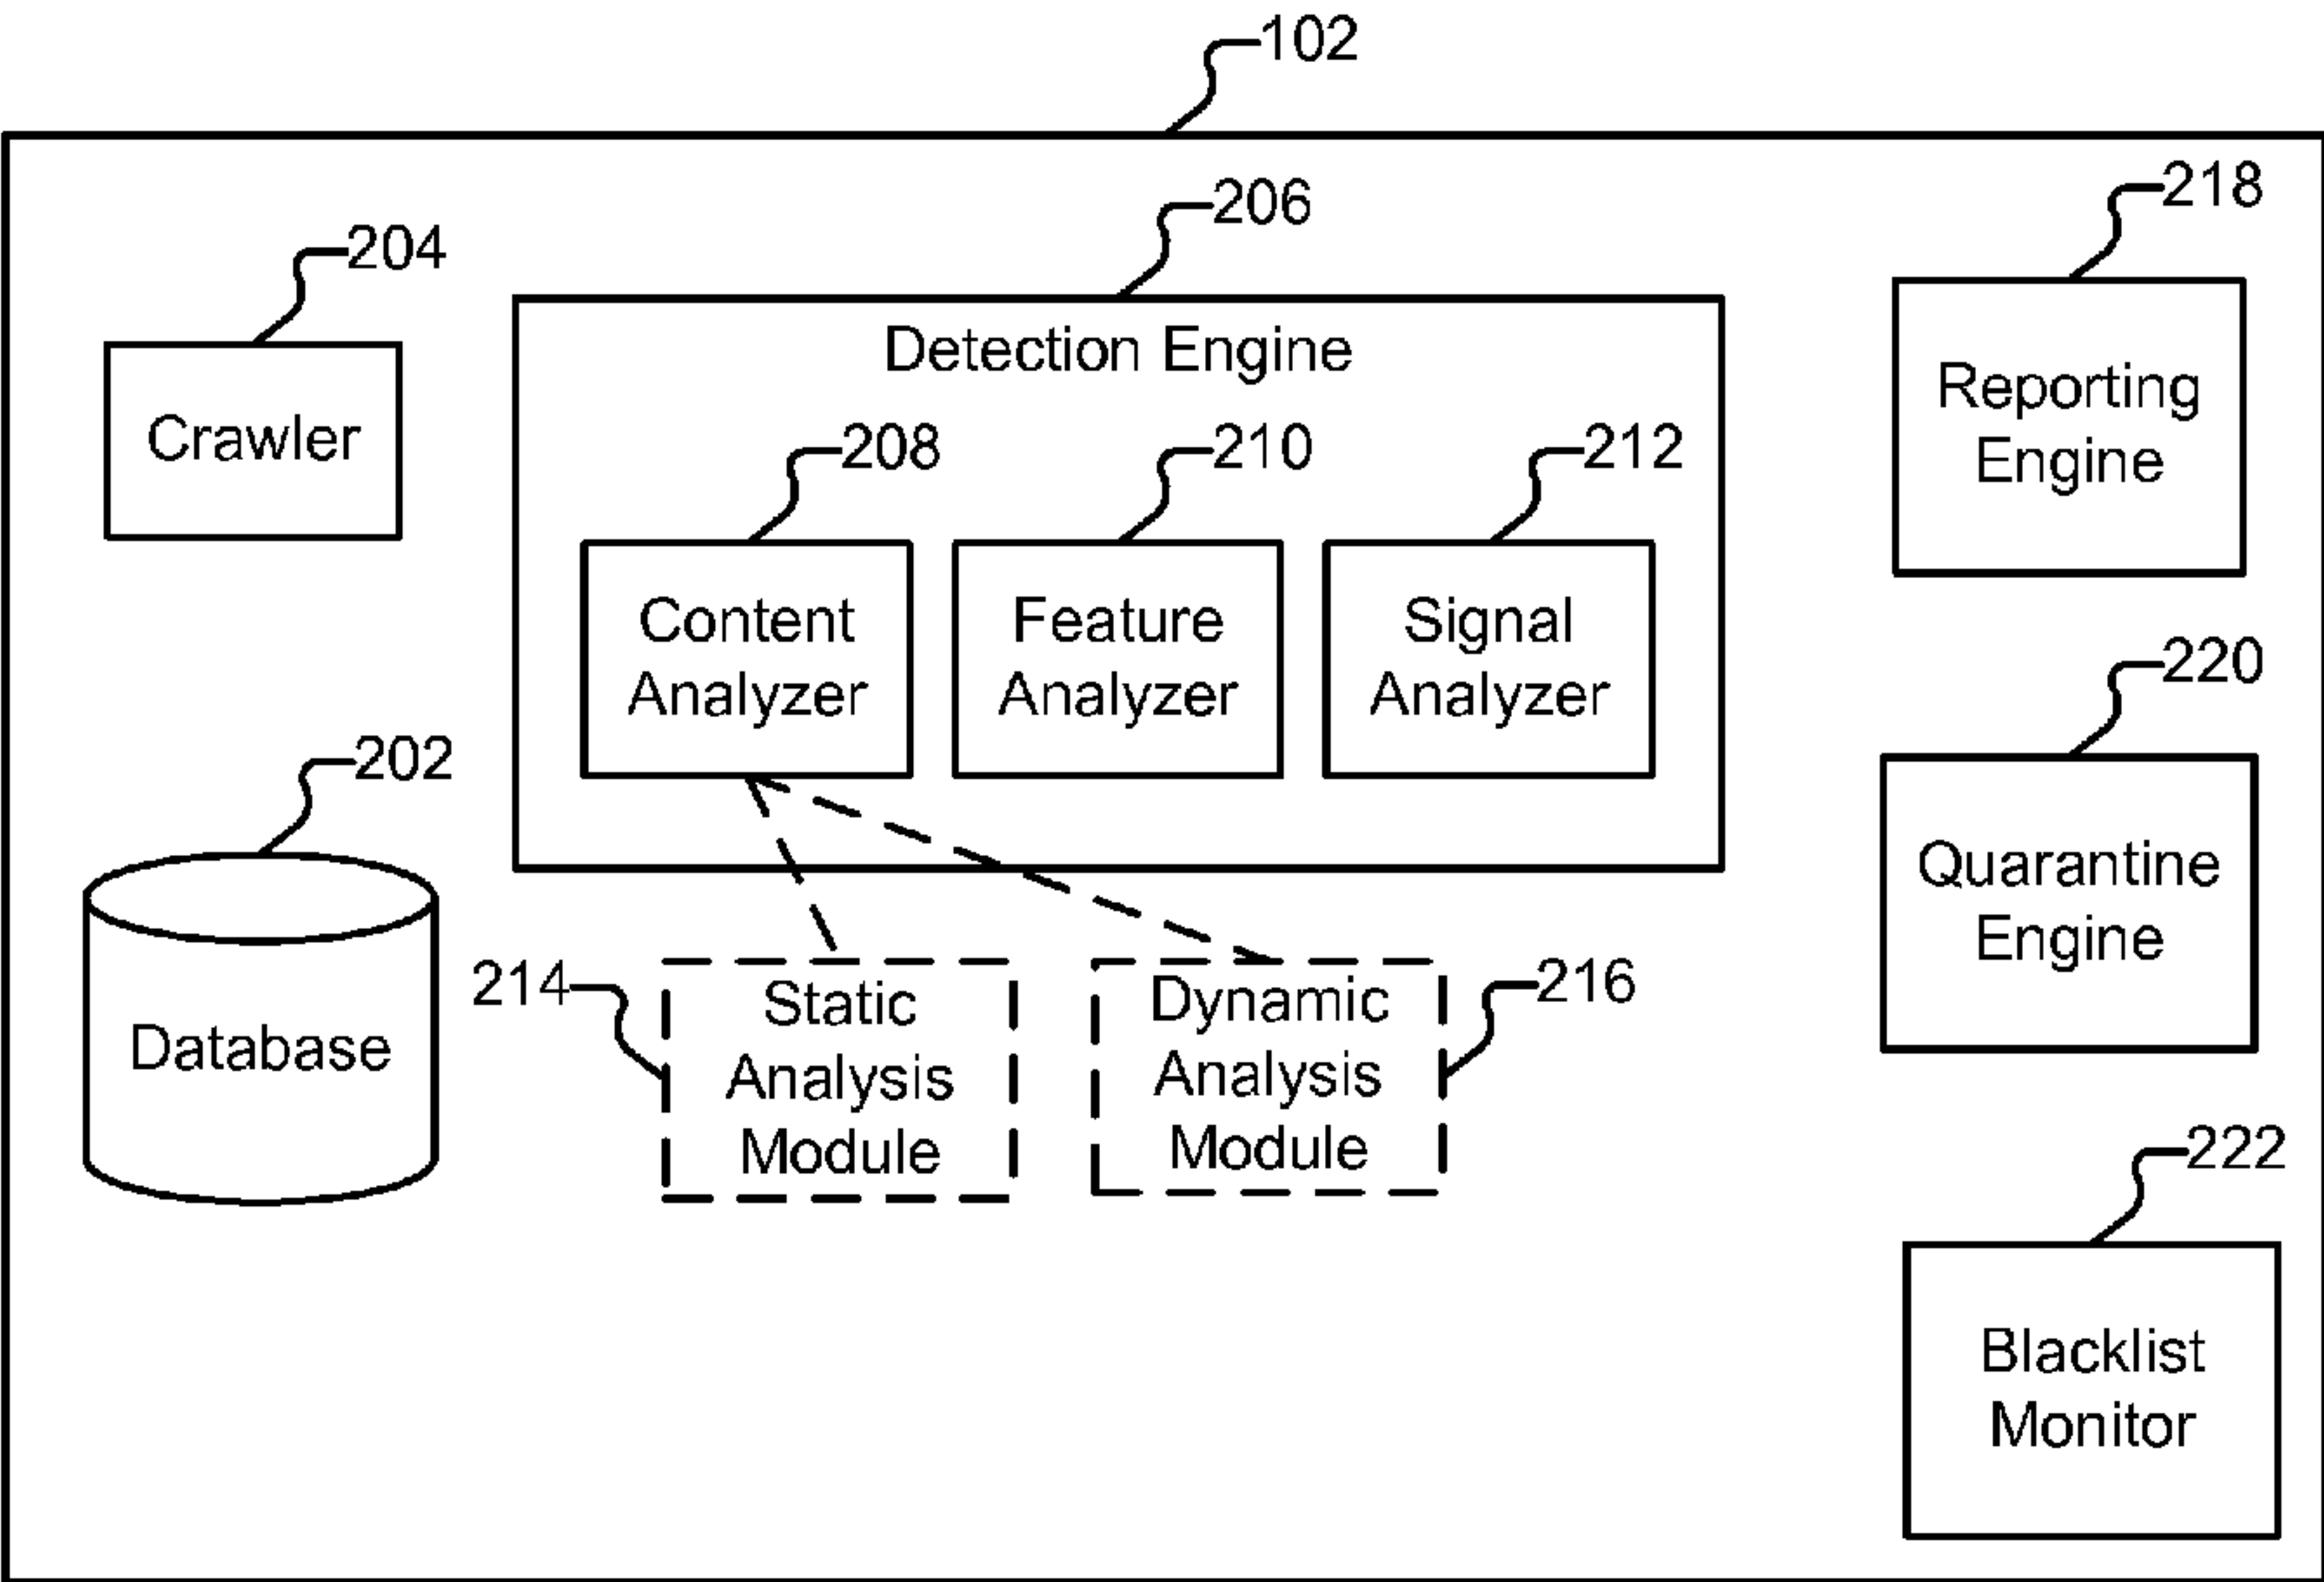 102
206
218
204
Detection Engine
Reporting
Engine
Crawler
208
210
212
Content
Analyzer
Feature
Analyzer
Signal
Analyzer
220
202
Quarantine
Engine
214
Static
Analysis
Module
Dynamic
Analysis
Module
216
Database
222
Blacklist
Monitor